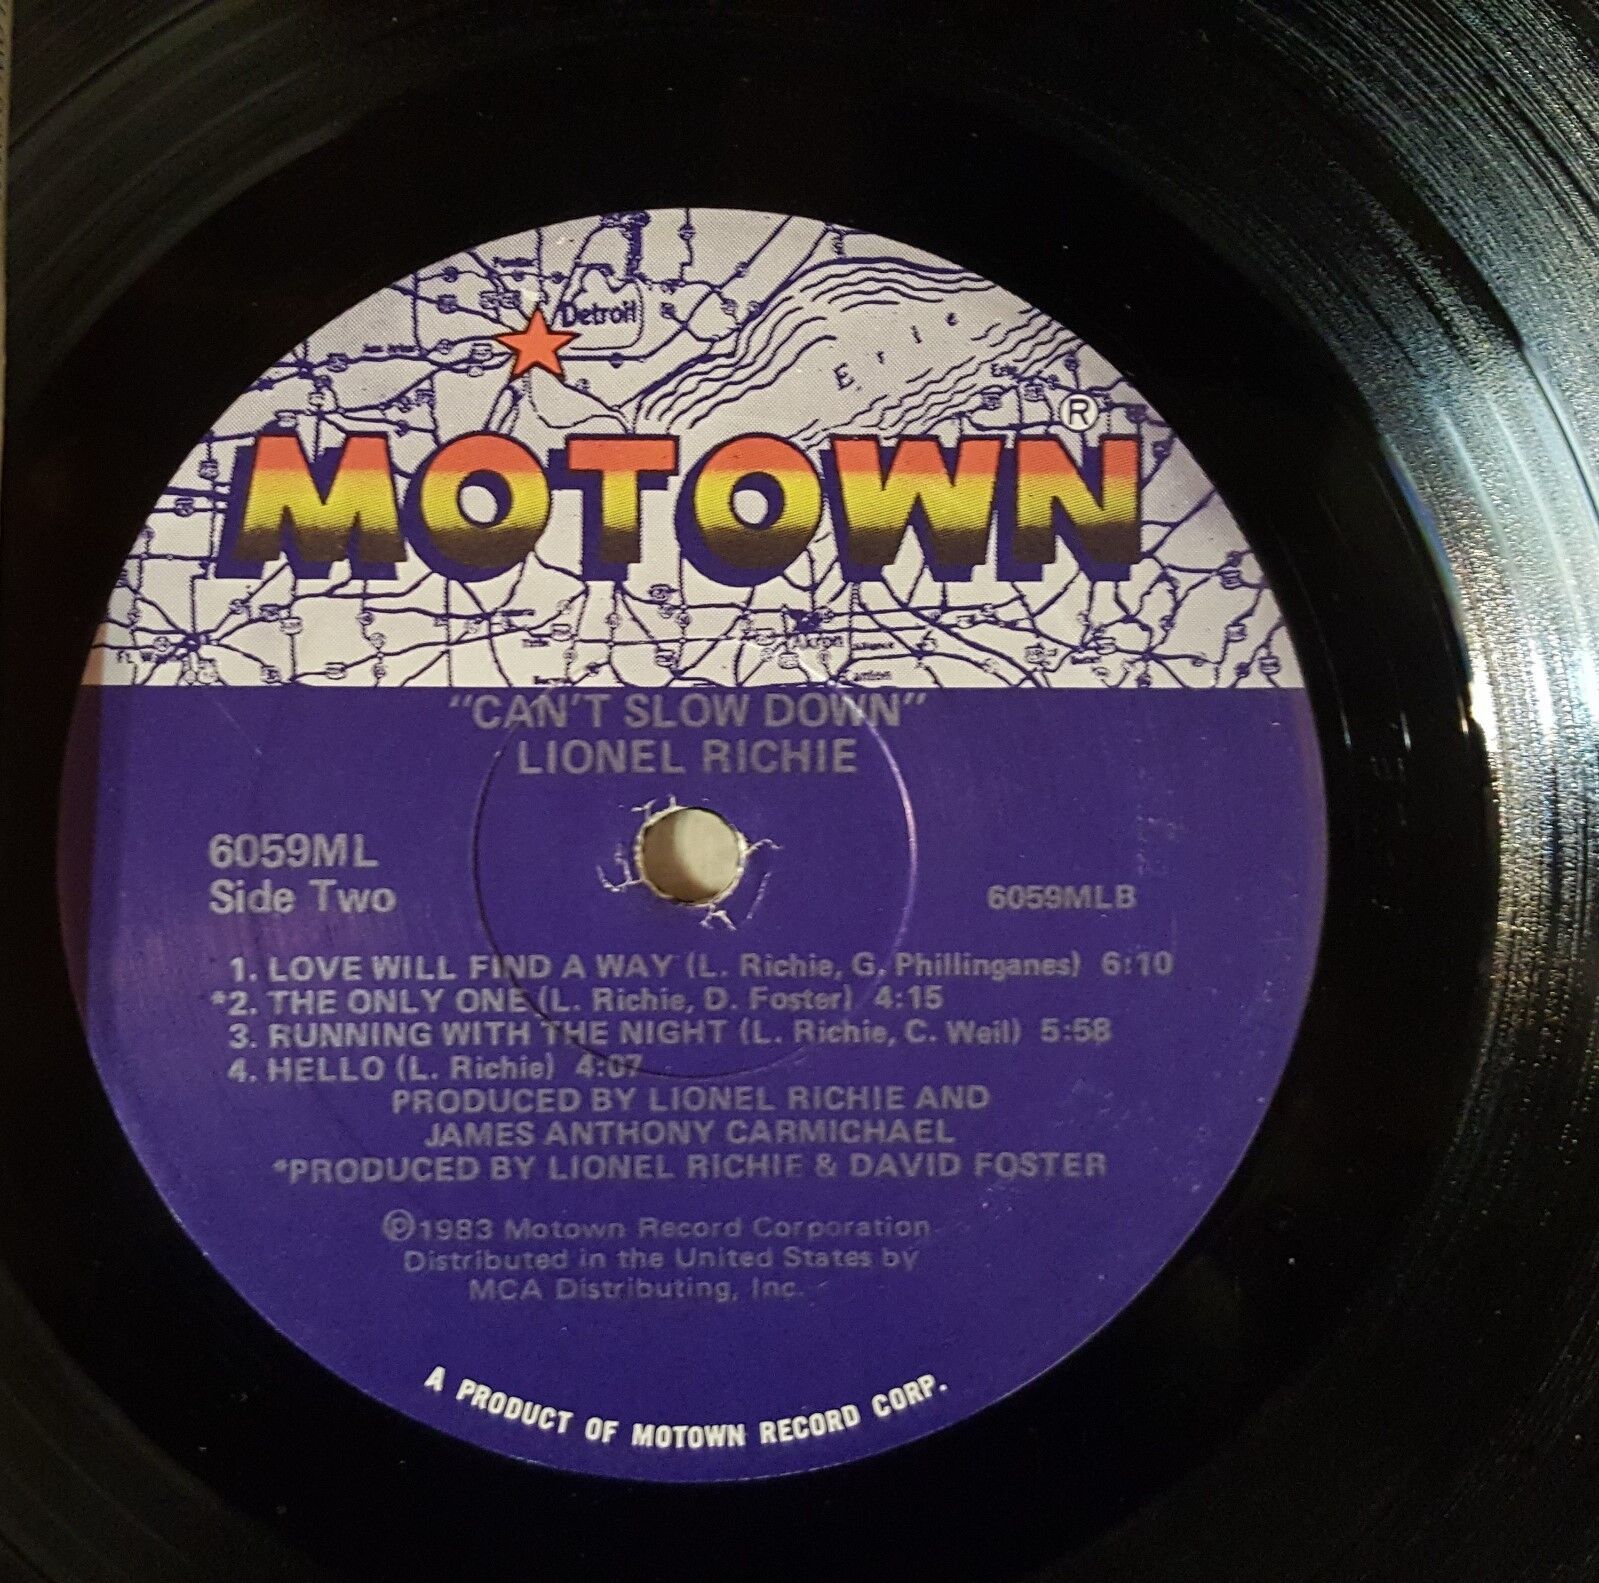 Detroit
Erie
Erie
®
MOTOWN
Akron
"CAN'T SLOW DOWN"
LIONEL RICHIE
6059ML
Side Two
6059MLB
1. LOVE WILL FIND A WAY (L. Richie, G. Phillinganes) 6:10
*2. THE ONLY ONE (L. Richie, D. Foster) 4:15
3. RUNNING WITH THE NIGHT (L. Richie, C. Weil) 5:58
4. HELLO (L. Richie) 4:07
PRODUCED BY LIONEL RICHIE AND
JAMES ANTHONY CARMICHAEL
*PRODUCED BY LIONEL RICHIE & DAVID FOSTER
℗1983 Motown Record Corporation
Distributed in the United States by
MCA Distributing, Inc.
A PRODUCT OF MOTOWN RECORD CORP.